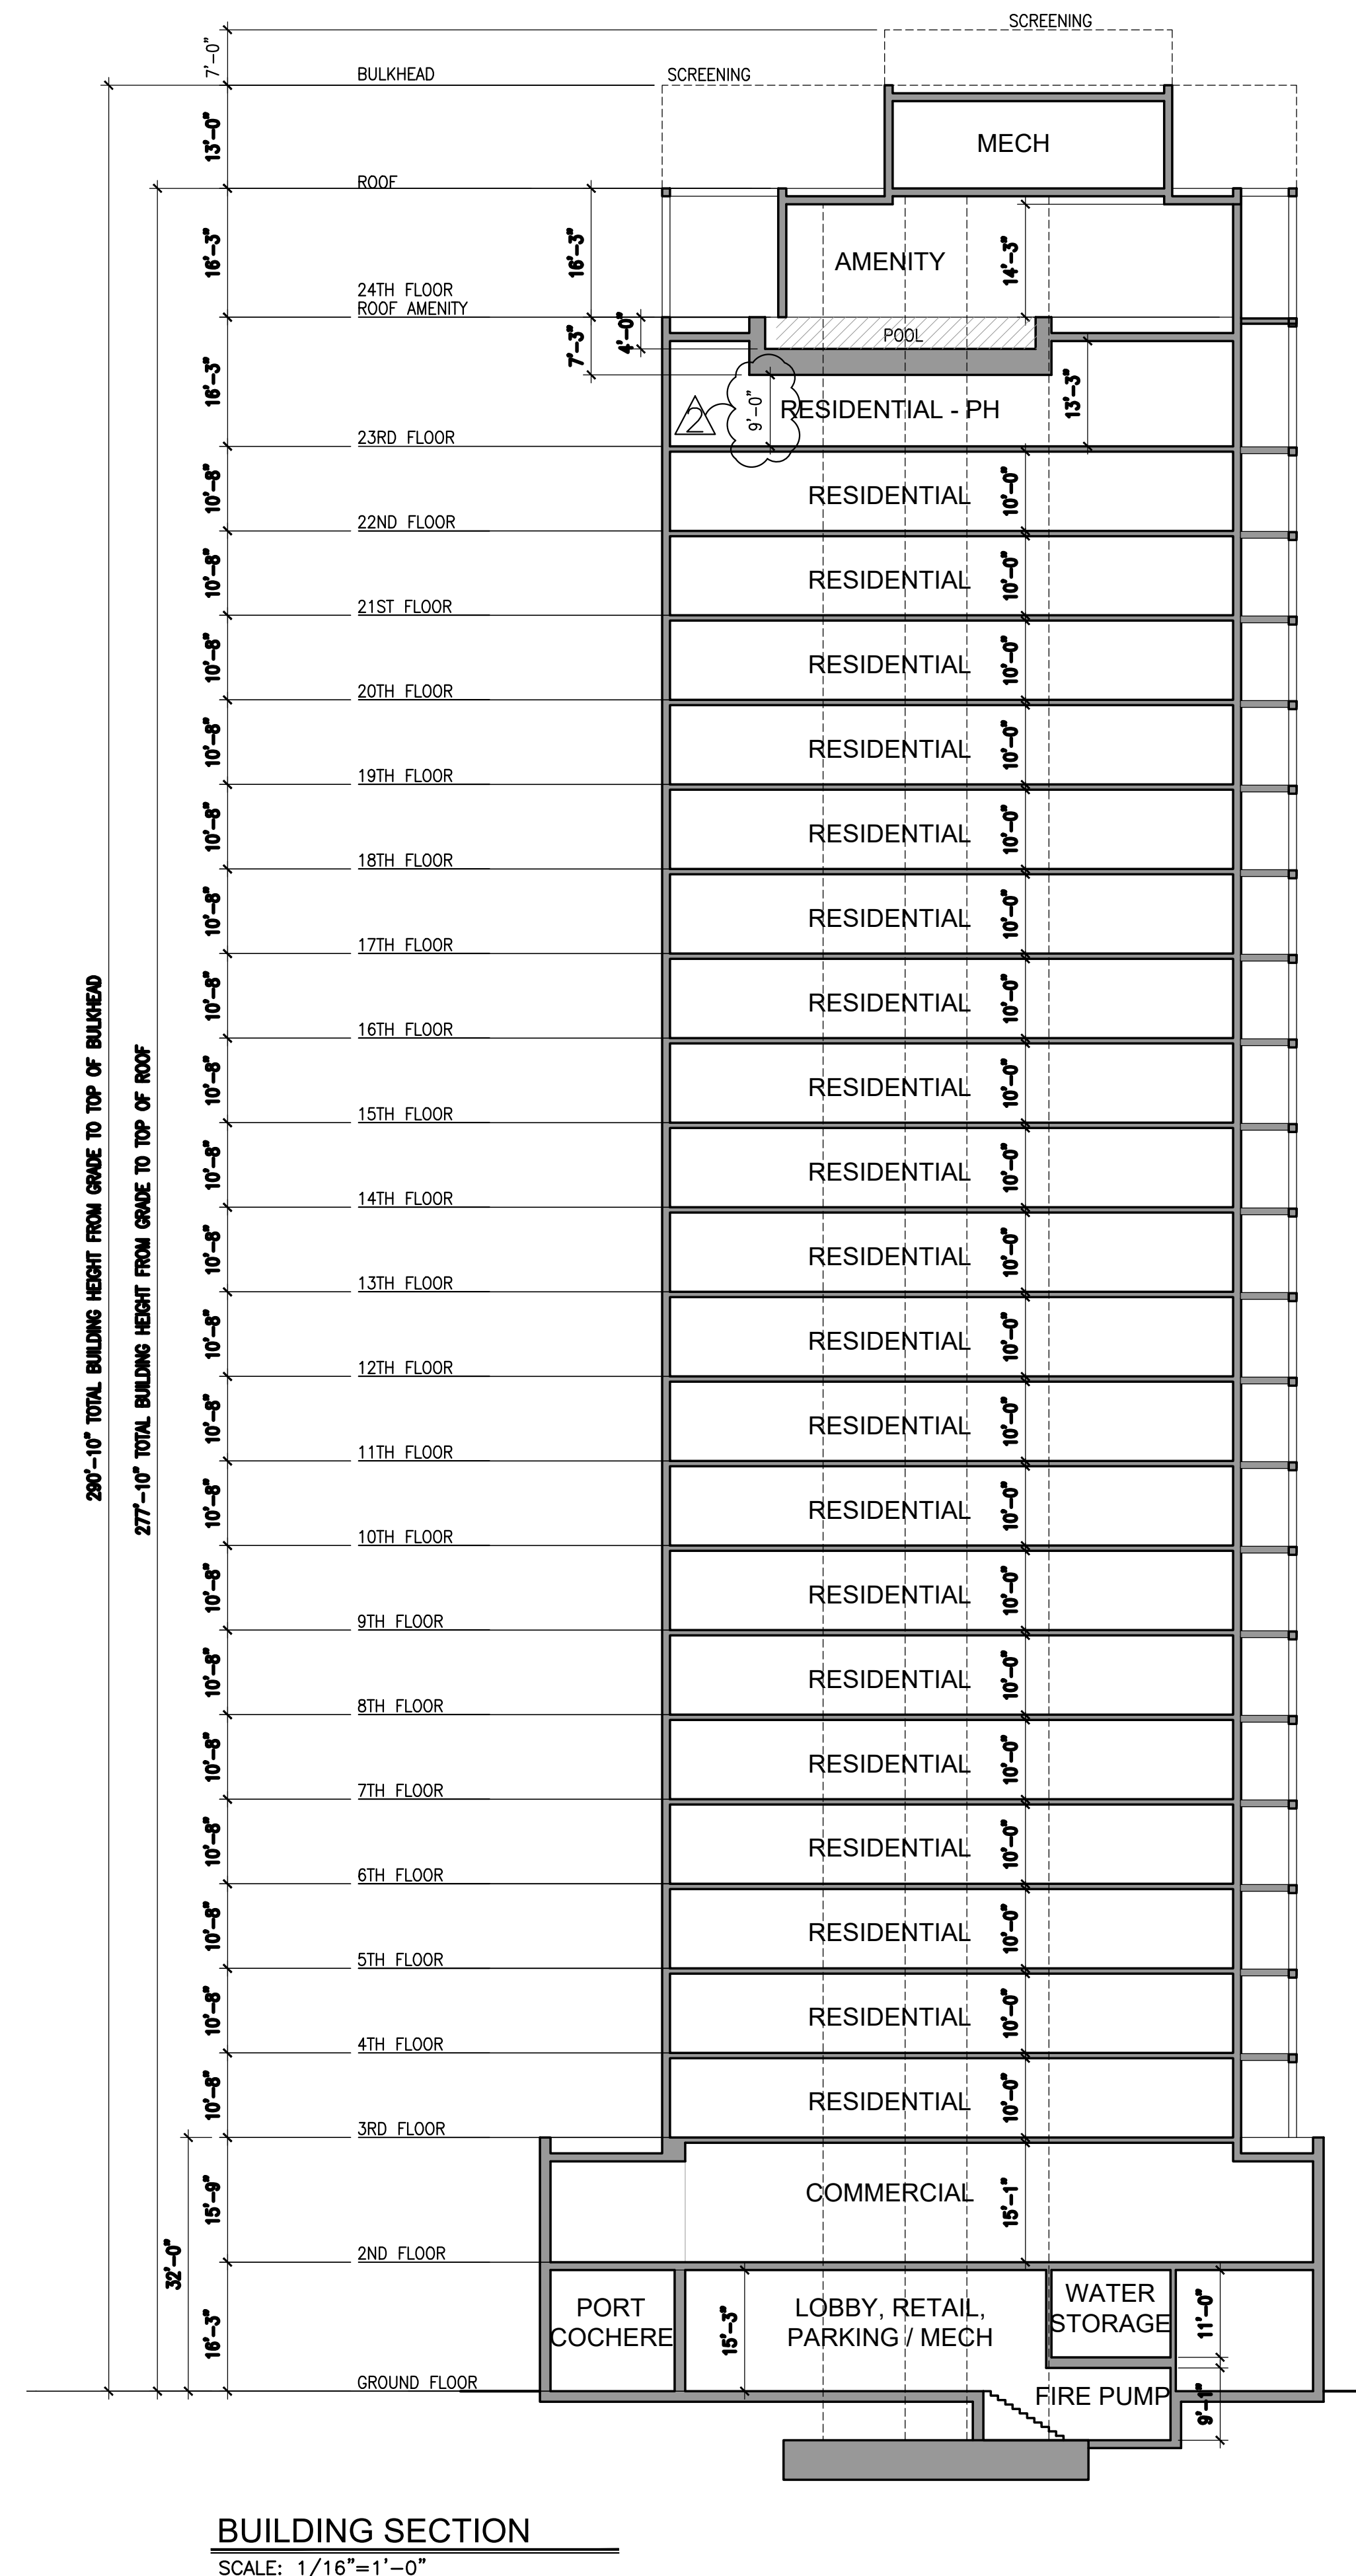 SCREENING
7'-0"
BULKHEAD
SCREENING
13'-0"
MECH
ROOF
16'-3"
16'-3"
AMENITY
14'-3"
24TH FLOOR
ROOF AMENITY
7'-3"
4'-0"
POOL
16'-3"
2
9'-0"
RESIDENTIAL - PH
13'-3"
23RD FLOOR
10'-8"
RESIDENTIAL
10'-0"
22ND FLOOR
10'-8"
RESIDENTIAL
10'-0"
21ST FLOOR
10'-8"
RESIDENTIAL
10'-0"
20TH FLOOR
10'-8"
RESIDENTIAL
10'-0"
19TH FLOOR
10'-8"
RESIDENTIAL
10'-0"
18TH FLOOR
10'-8"
RESIDENTIAL
10'-0"
17TH FLOOR
10'-8"
RESIDENTIAL
10'-0"
16TH FLOOR
10'-8"
RESIDENTIAL
10'-0"
15TH FLOOR
10'-8"
RESIDENTIAL
10'-0"
14TH FLOOR
10'-8"
RESIDENTIAL
10'-0"
13TH FLOOR
10'-8"
RESIDENTIAL
10'-0"
12TH FLOOR
10'-8"
RESIDENTIAL
10'-0"
11TH FLOOR
10'-8"
RESIDENTIAL
10'-0"
10TH FLOOR
10'-8"
RESIDENTIAL
10'-0"
9TH FLOOR
10'-8"
RESIDENTIAL
10'-0"
8TH FLOOR
10'-8"
RESIDENTIAL
10'-0"
7TH FLOOR
10'-8"
RESIDENTIAL
10'-0"
6TH FLOOR
10'-8"
RESIDENTIAL
10'-0"
5TH FLOOR
10'-8"
RESIDENTIAL
10'-0"
4TH FLOOR
10'-8"
RESIDENTIAL
10'-0"
3RD FLOOR
290'-10" TOTAL BUILDING HEIGHT FROM GRADE TO TOP OF BULKHEAD
277'-10" TOTAL BUILDING HEIGHT FROM GRADE TO TOP OF ROOF
32'-0"
15'-9"
COMMERCIAL
15'-1"
2ND FLOOR
16'-3"
PORT
COCHERE
15'-3"
LOBBY, RETAIL,
PARKING / MECH
WATER
STORAGE
11'-0"
GROUND FLOOR
FIRE PUMP
9'-1"
BUILDING SECTION
SCALE: 1/16"=1'-0"